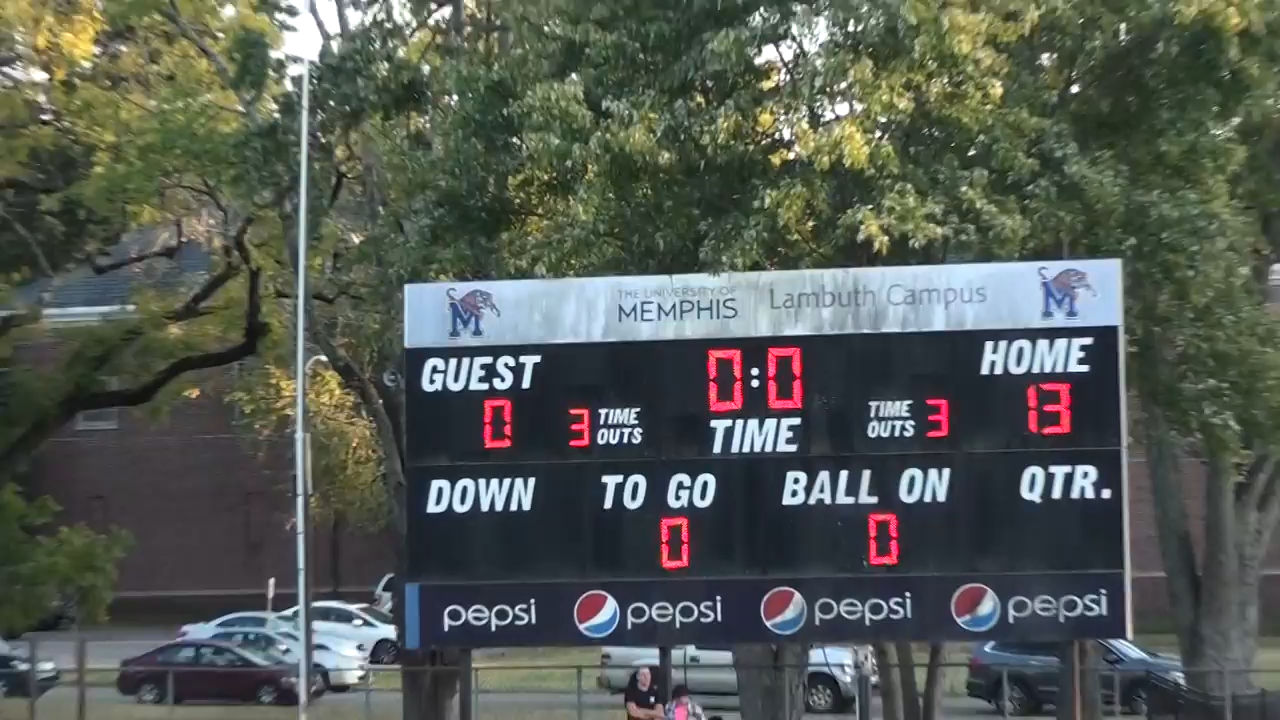 M THE UNIVERSITY OF MEMPHIS Lambuth Campus M
GUEST 0:0 HOME
0 3 TIME OUTS TIME TIME OUTS 3 13
DOWN TO GO BALL ON QTR.
0 0
pepsi pepsi pepsi pepsi